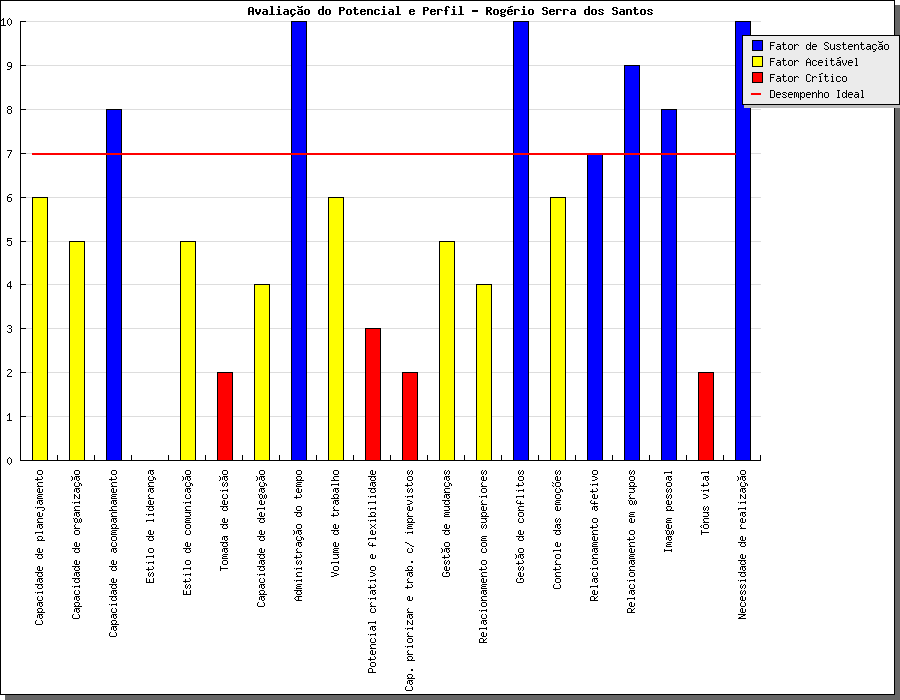 Avaliação do Potencial e Perfil - Rogério Serra dos Santos
10
9
8
7
6
5
4
3
2
1
0
Fator de Sustentação
Fator Aceitável
Fator Crítico
Desempenho Ideal
Capacidade de planejamento
Capacidade de organização
Capacidade de acompanhamento
Estilo de liderança
Estilo de comunicação
Tomada de decisão
Capacidade de delegação
Administração do tempo
Volume de trabalho
Potencial criativo e flexibilidade
Cap. priorizar e trab. c/ imprevistos
Gestão de mudanças
Relacionamento com superiores
Gestão de conflitos
Controle das emoções
Relacionamento afetivo
Relacionamento em grupos
Imagem pessoal
Tônus vital
Necessidade de realização